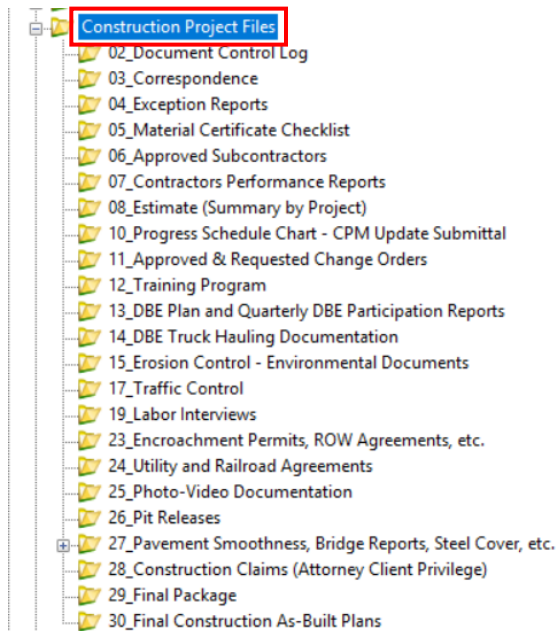 Construction Project Files
02_Document Control Log
03_Correspondence
04_Exception Reports
05_Material Certificate Checklist
06_Approved Subcontractors
07_Contractors Performance Reports
08_Estimate (Summary by Project)
10_Progress Schedule Chart - CPM Update Submittal
11_Approved & Requested Change Orders
12_Training Program
13_DBE Plan and Quarterly DBE Participation Reports
14_DBE Truck Hauling Documentation
15_Erosion Control - Environmental Documents
17_Traffic Control
19_Labor Interviews
23_Encroachment Permits, ROW Agreements, etc.
24_Utility and Railroad Agreements
25_Photo-Video Documentation
26_Pit Releases
27_Pavement Smoothness, Bridge Reports, Steel Cover, etc.
28_Construction Claims (Attorney Client Privilege)
29_Final Package
30_Final Construction As-Built Plans